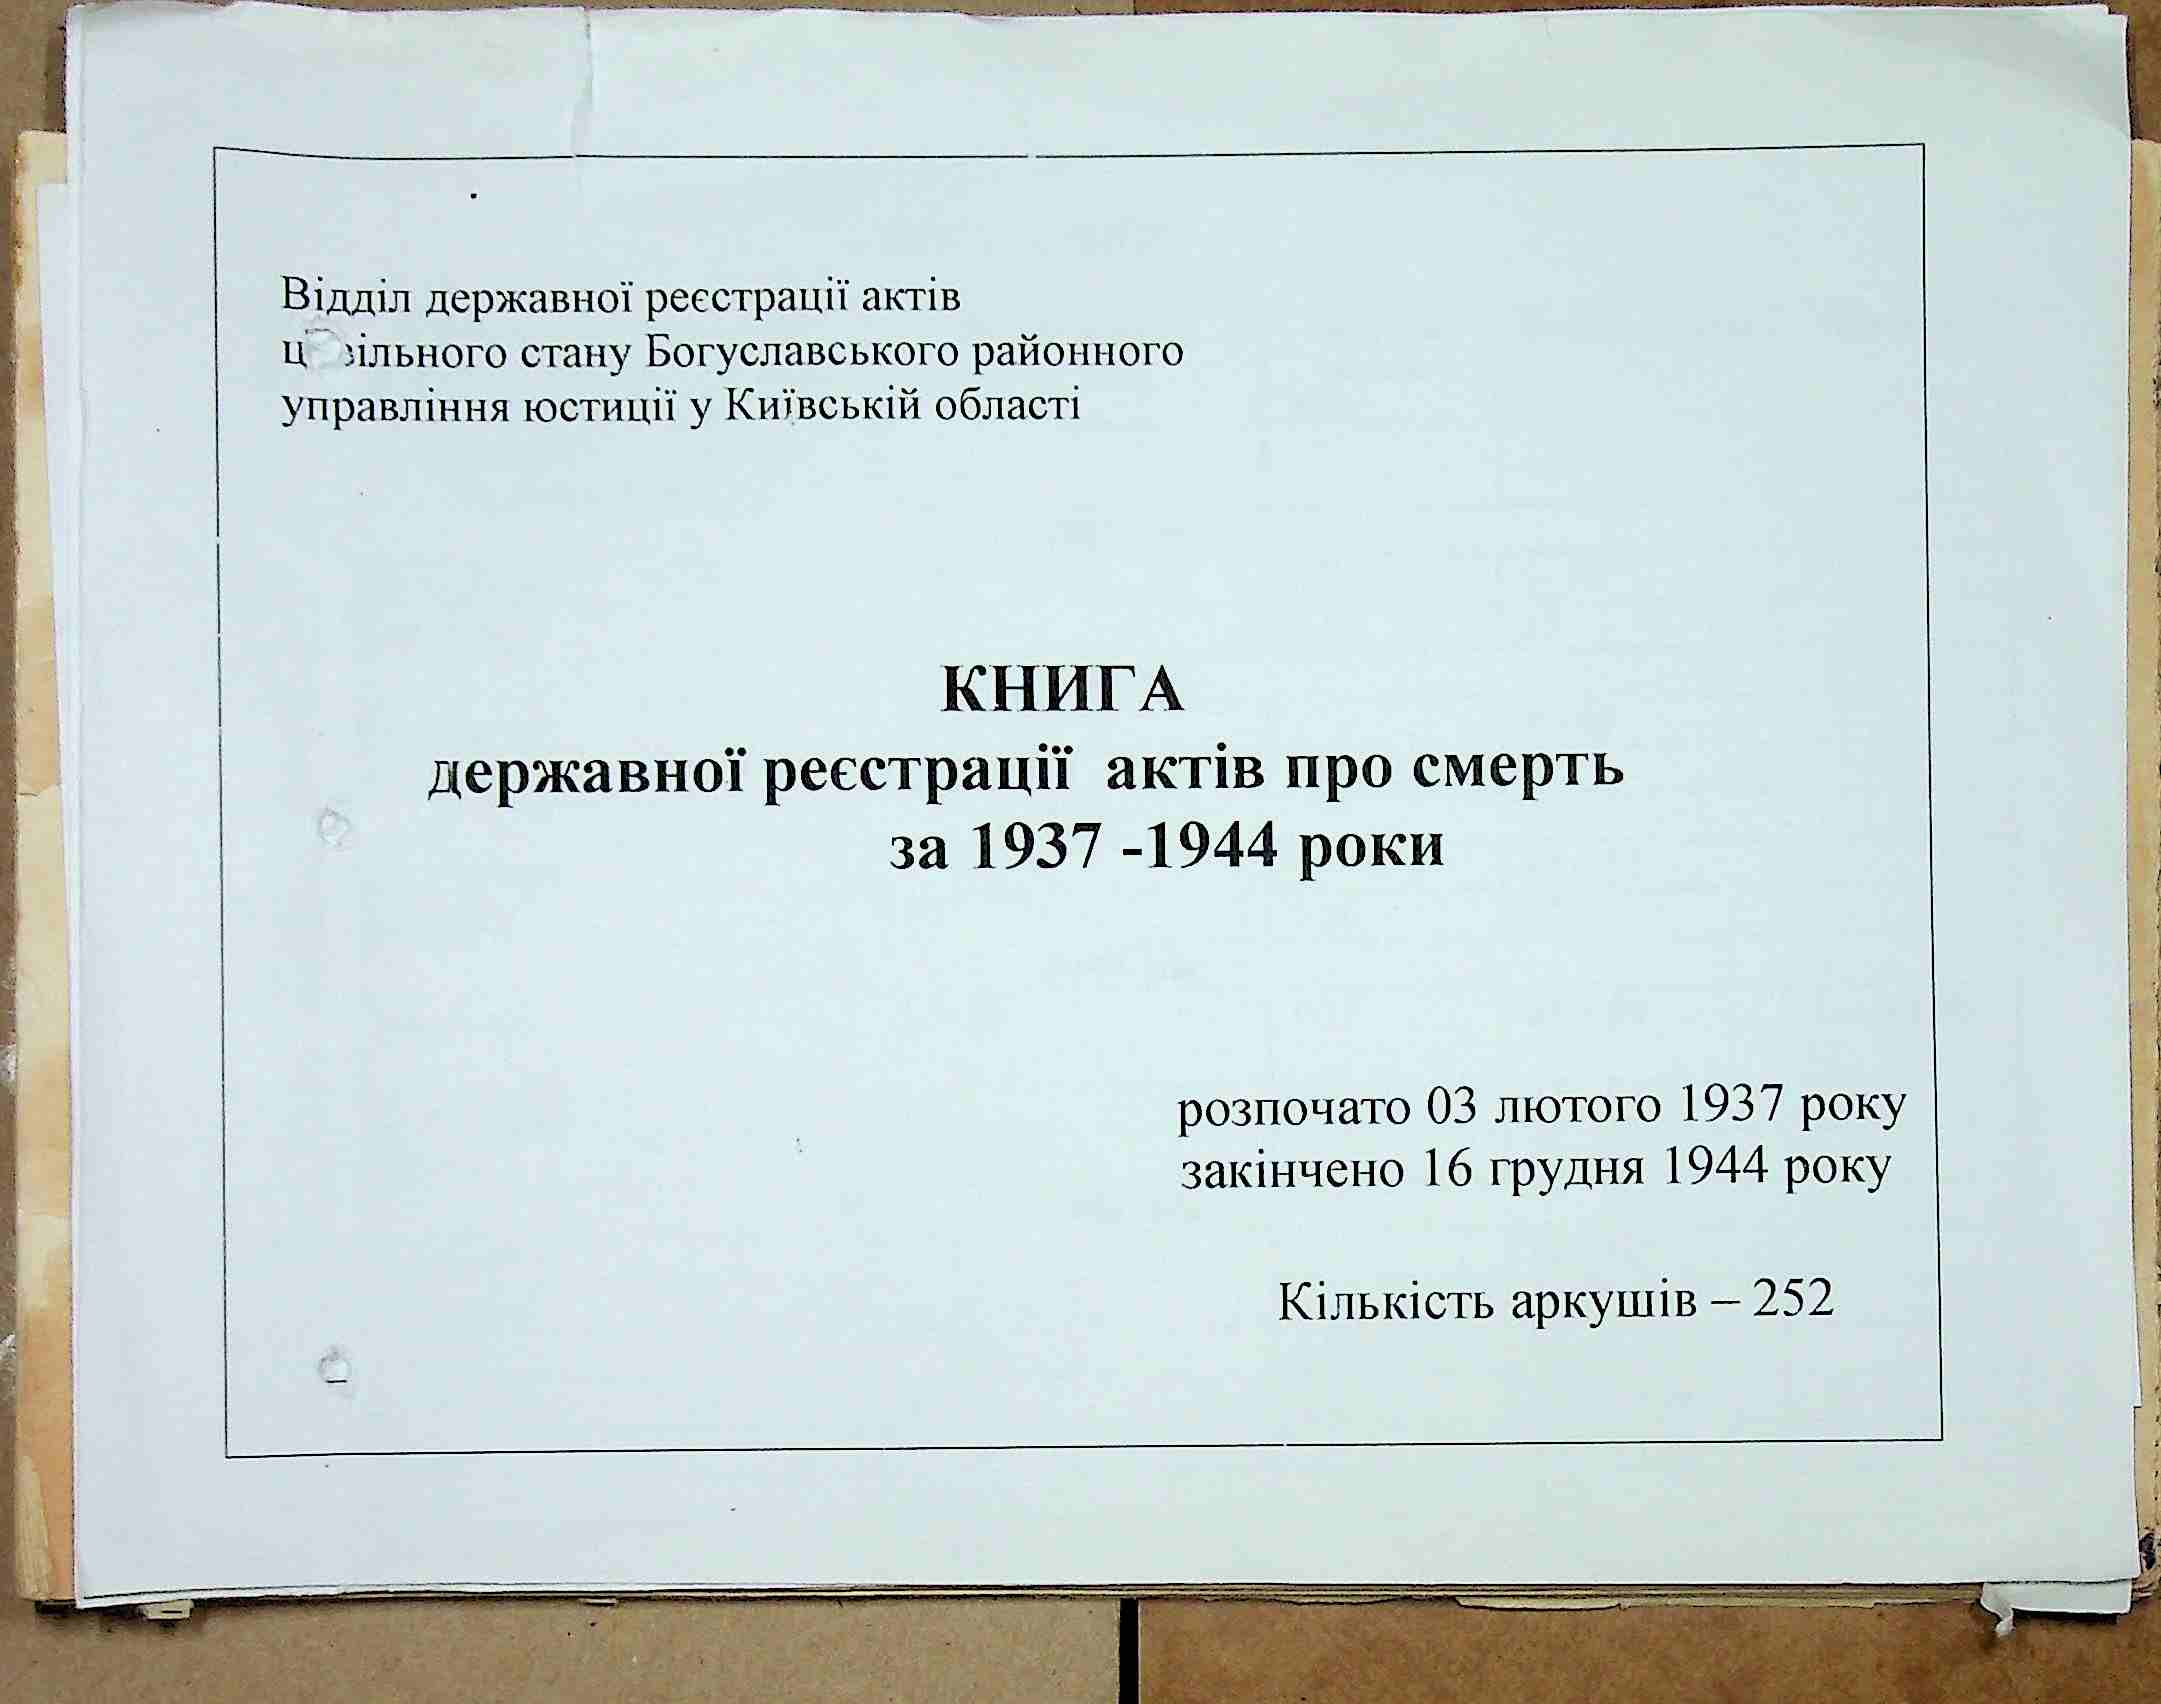 Відділ державної реєстрації актів
цивільного стану Богуславського районного
управління юстиції у Київській області
КНИГА
державної реєстрації актів про смерть
за 1937 -1944 роки
розпочато 03 лютого 1937 року
закінчено 16 грудня 1944 року
Кількість аркушів – 252